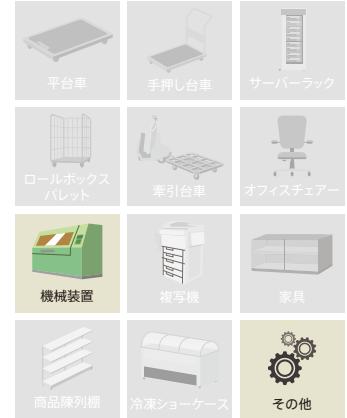 平台車
手押し台車
サーバーラック
ロールボックス
パレット
牽引台車
オフィスチェアー
機械装置
複写機
家具
商品陳列棚
冷凍ショーケース
その他